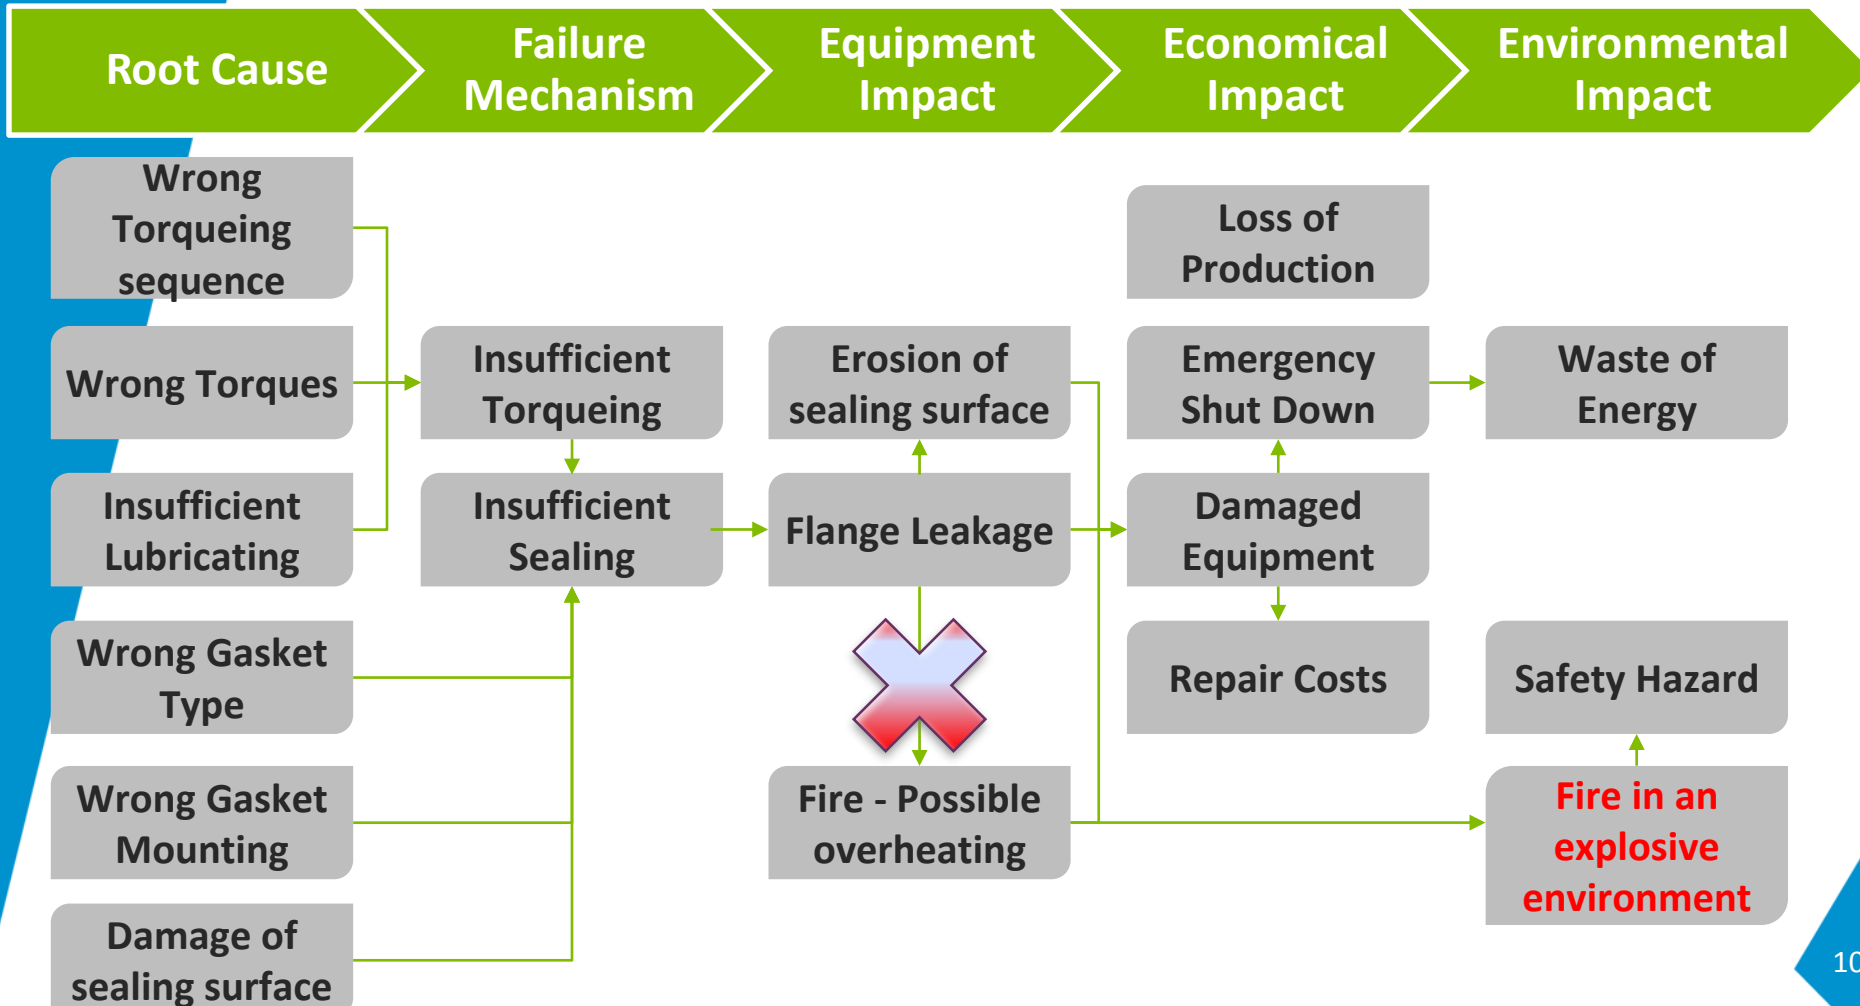 Root Cause
Failure
Mechanism
Equipment
Impact
Economical
Impact
Environmental
Impact
Wrong
Torqueing
sequence
Wrong Torques
Insufficient
Lubricating
Wrong Gasket
Type
Wrong Gasket
Mounting
Damage of
sealing surface
Insufficient
Torqueing
Insufficient
Sealing
Erosion of
sealing surface
Flange Leakage
Fire - Possible
overheating
Loss of
Production
Emergency
Shut Down
Damaged
Equipment
Repair Costs
Waste of
Energy
Safety Hazard
Fire in an
explosive
environment
10